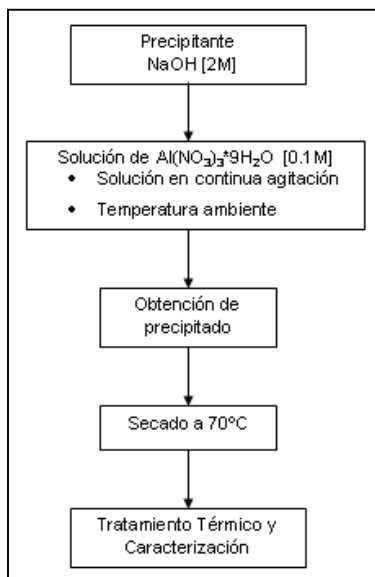 Precipitante
NaOH [2M]
Solución de Al(NO₃)₃*9H₂O [0.1M]
• Solución en continua agitación
• Temperatura ambiente
Obtención de
precipitado
Secado a 70ºC
Tratamiento Térmico y
Caracterización